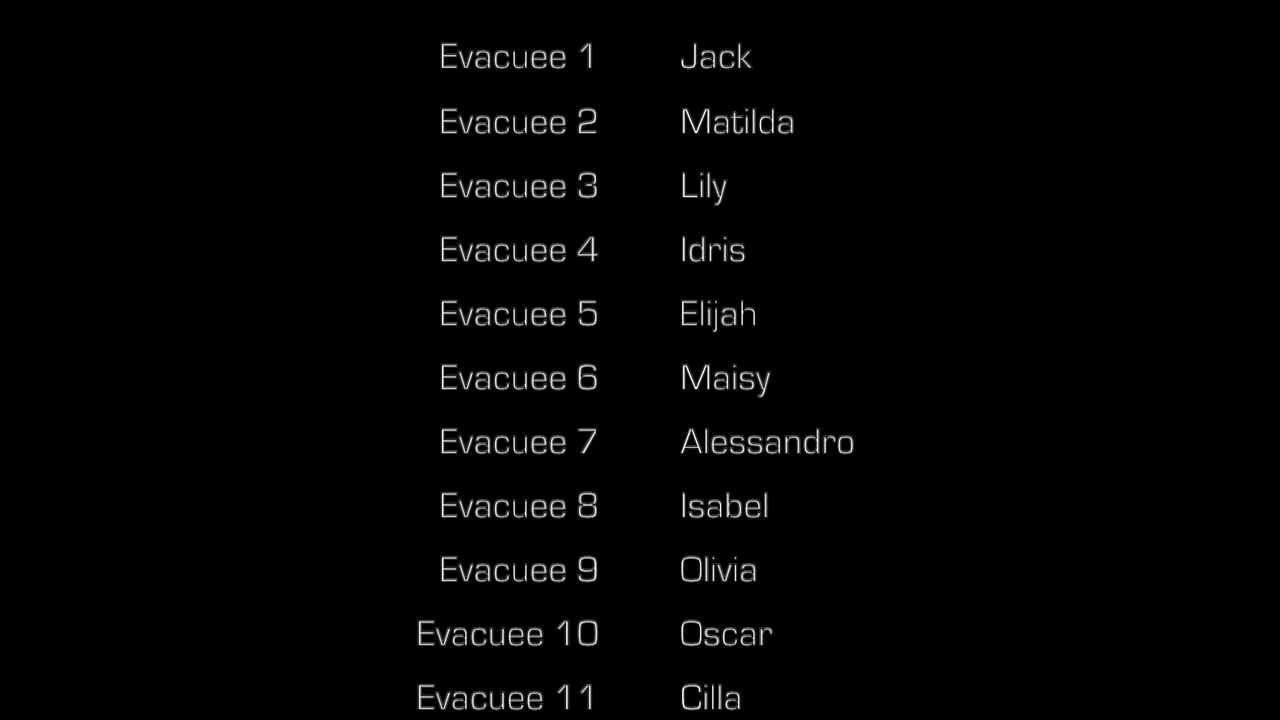 Evacuee 1 Jack
Evacuee 2 Matilda
Evacuee 3 Lily
Evacuee 4 Idris
Evacuee 5 Elijah
Evacuee 6 Maisy
Evacuee 7 Alessandro
Evacuee 8 Isabel
Evacuee 9 Olivia
Evacuee 10 Oscar
Evacuee 11 Cilla